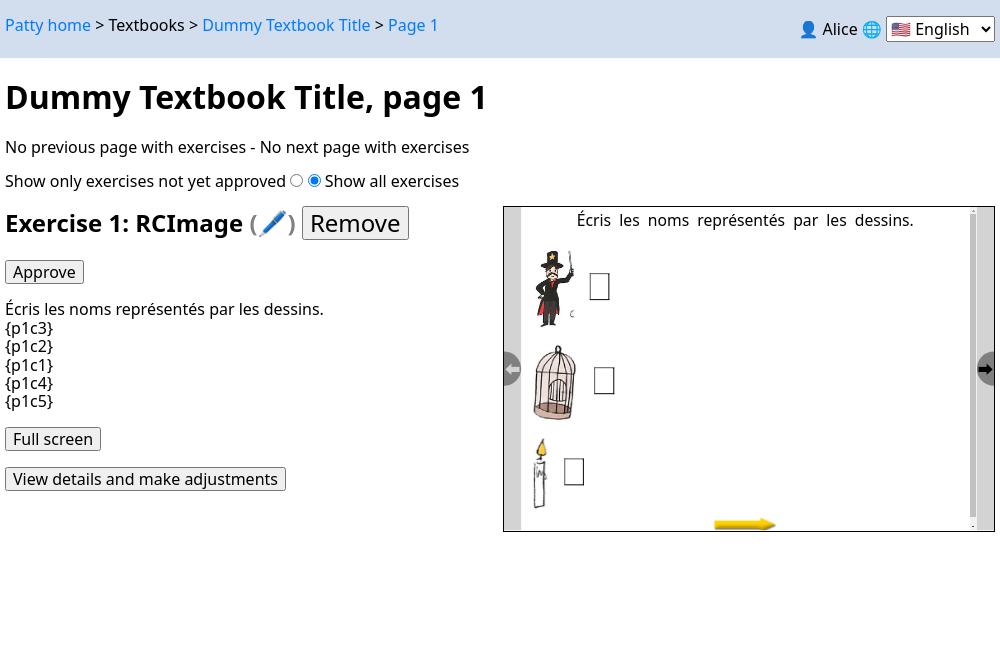 Patty home > Textbooks > Dummy Textbook Title > Page 1
Alice
English
Dummy Textbook Title, page 1
No previous page with exercises - No next page with exercises
Show only exercises not yet approved
Show all exercises
Exercise 1: RCImage ( ) Remove
Approve
Écris les noms représentés par les dessins.
{p1c3}
{p1c2}
{p1c1}
{p1c4}
{p1c5}
Full screen
View details and make adjustments
Écris les noms représentés par les dessins.